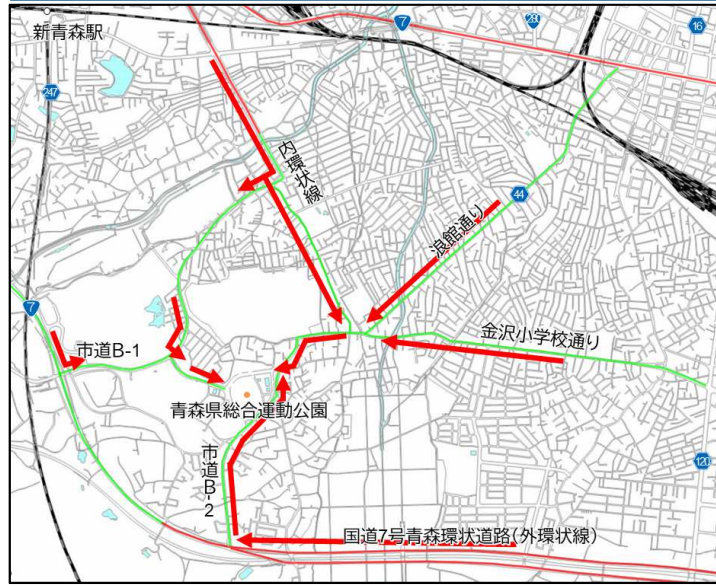 新青森駅
7
280
16
247
内環状線
44
浪館通り
7
市道B-1
金沢小学校通り
青森県総合運動公園
市道B-2
120
国道7号青森環状道路(外環状線)